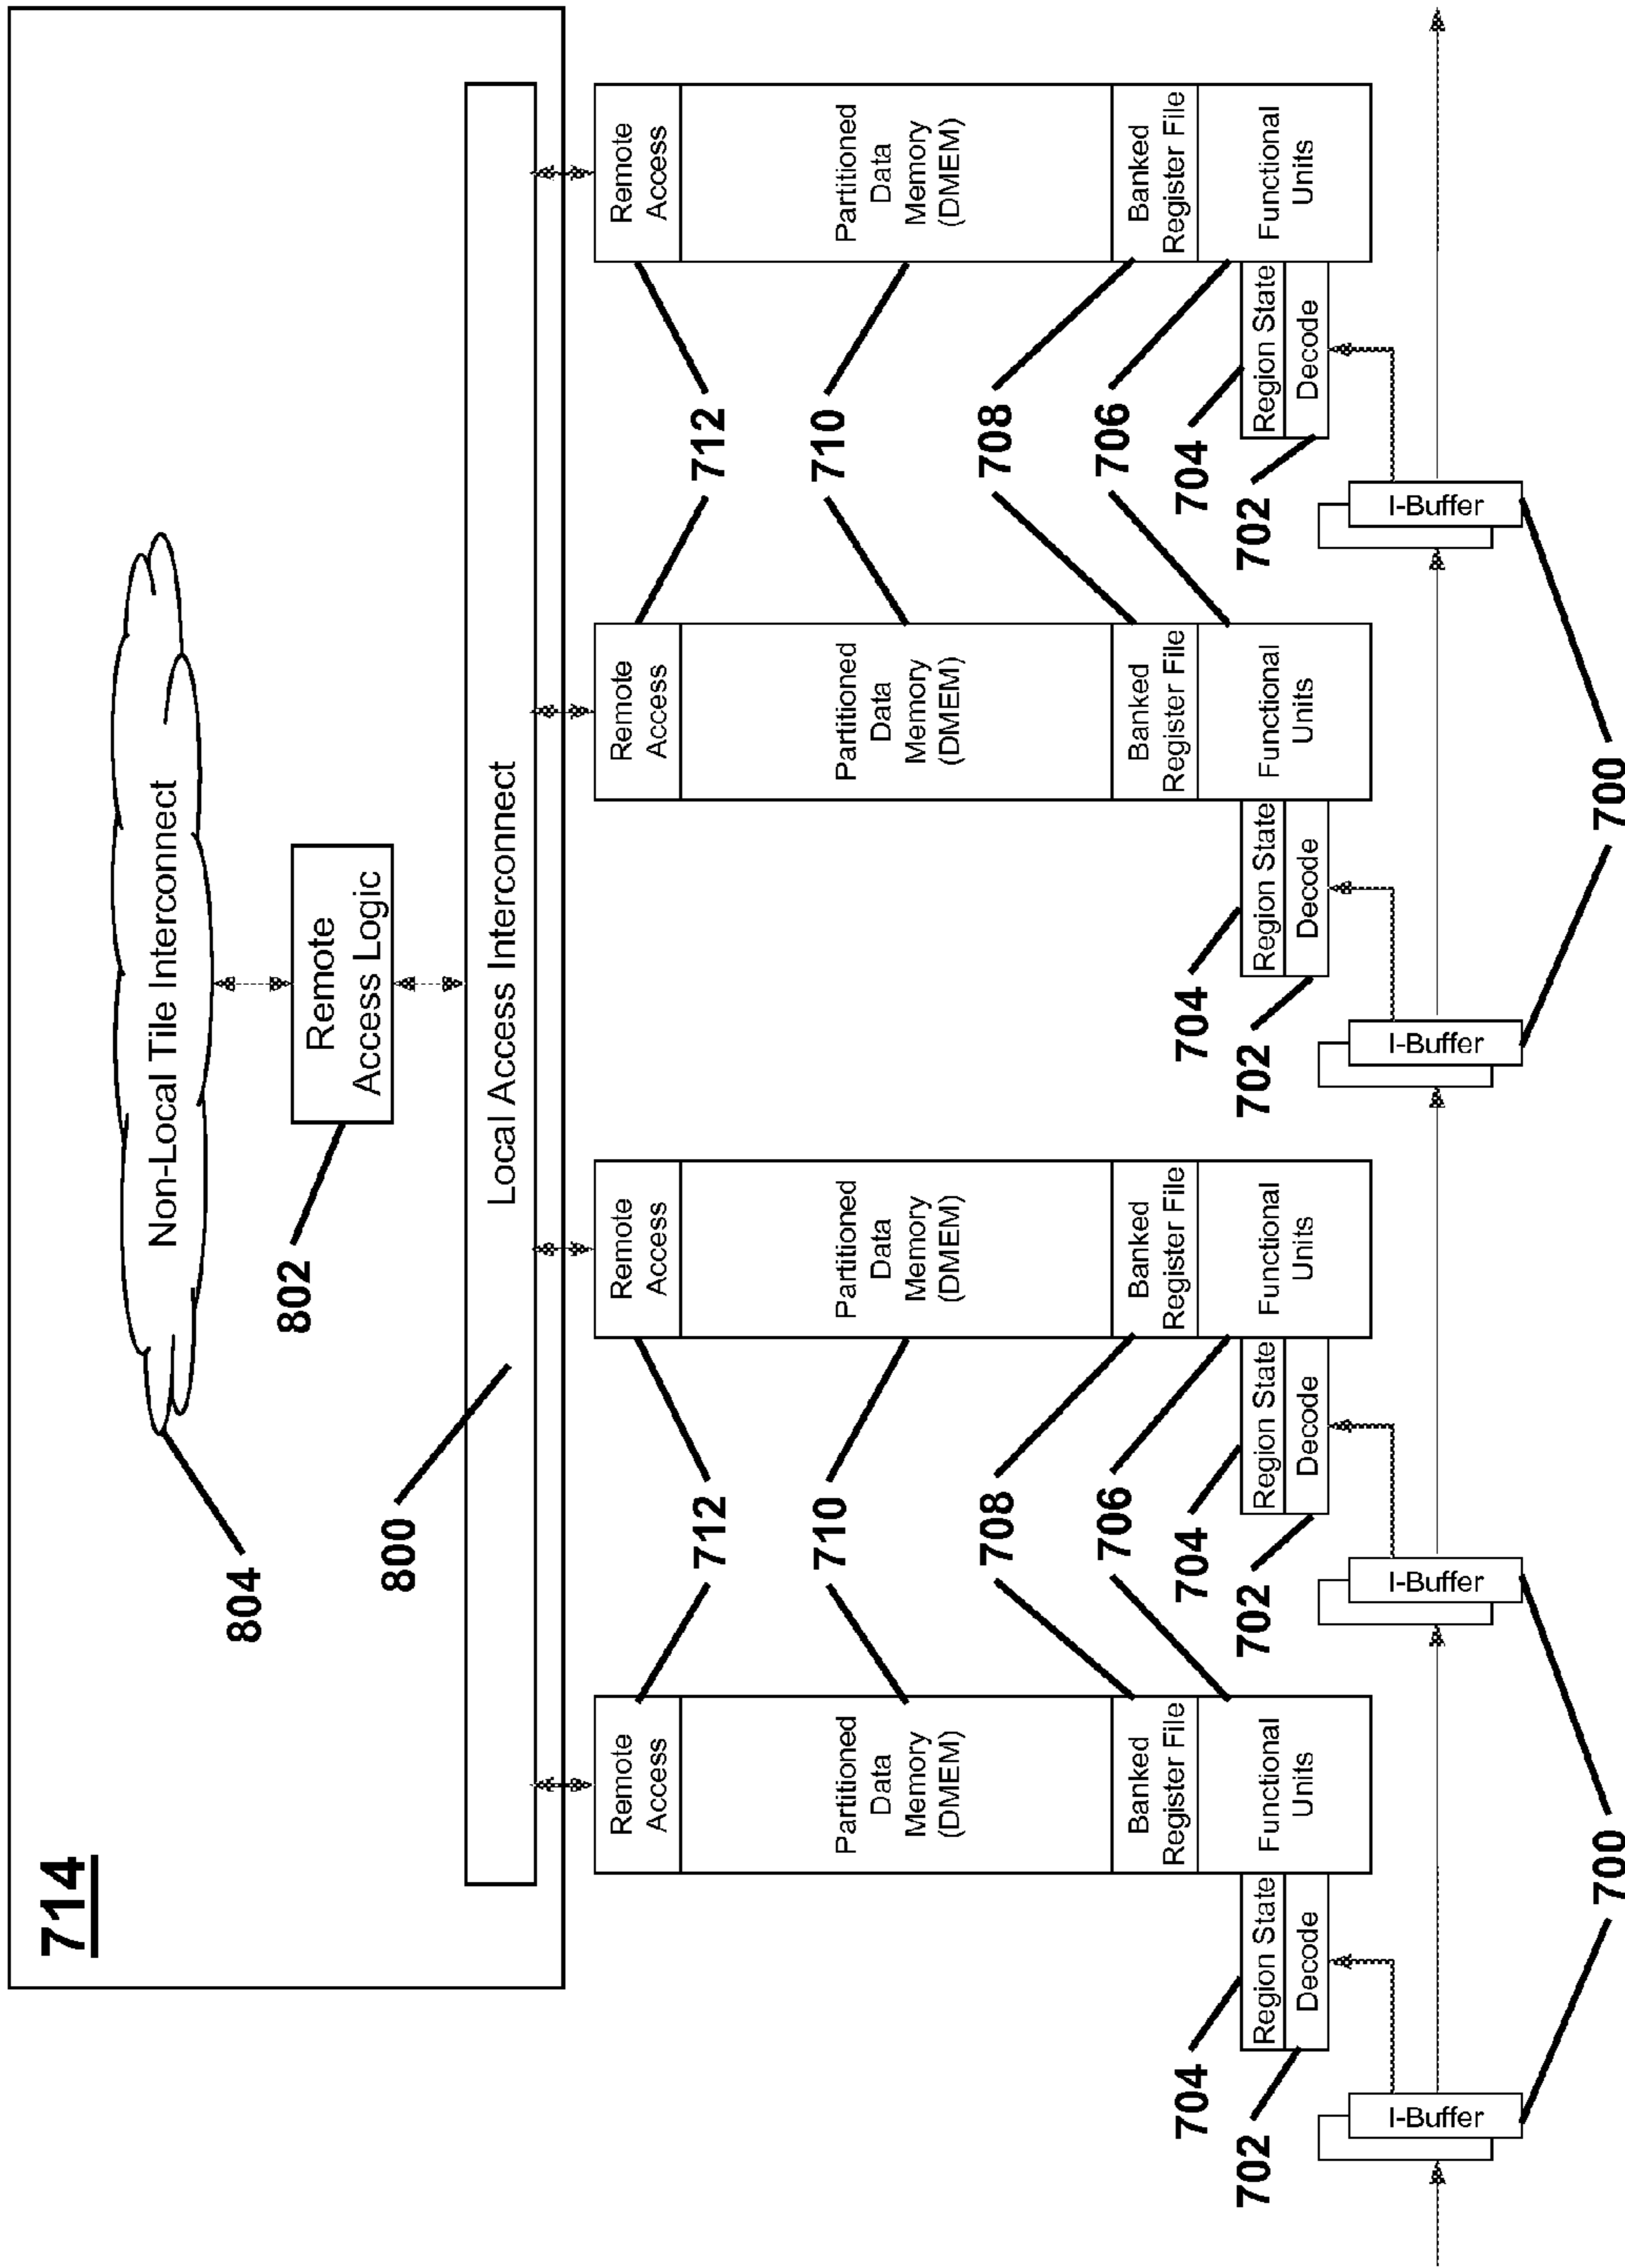 714
Non-Local Tile Interconnect
804
802
Remote
Access Logic
800
Local Access Interconnect
Remote
Access
Remote
Access
Remote
Access
Remote
Access
712
712
Partitioned
Data
Memory
(DMEM)
Partitioned
Data
Memory
(DMEM)
Partitioned
Data
Memory
(DMEM)
Partitioned
Data
Memory
(DMEM)
710
710
708
708
Banked
Register File
Banked
Register File
Banked
Register File
Banked
Register File
706
706
704
704
704
704
702
702
702
702
Region State
Decode
Functional
Units
Region State
Decode
Functional
Units
Region State
Decode
Functional
Units
Region State
Decode
Functional
Units
I-Buffer
I-Buffer
I-Buffer
I-Buffer
700
700